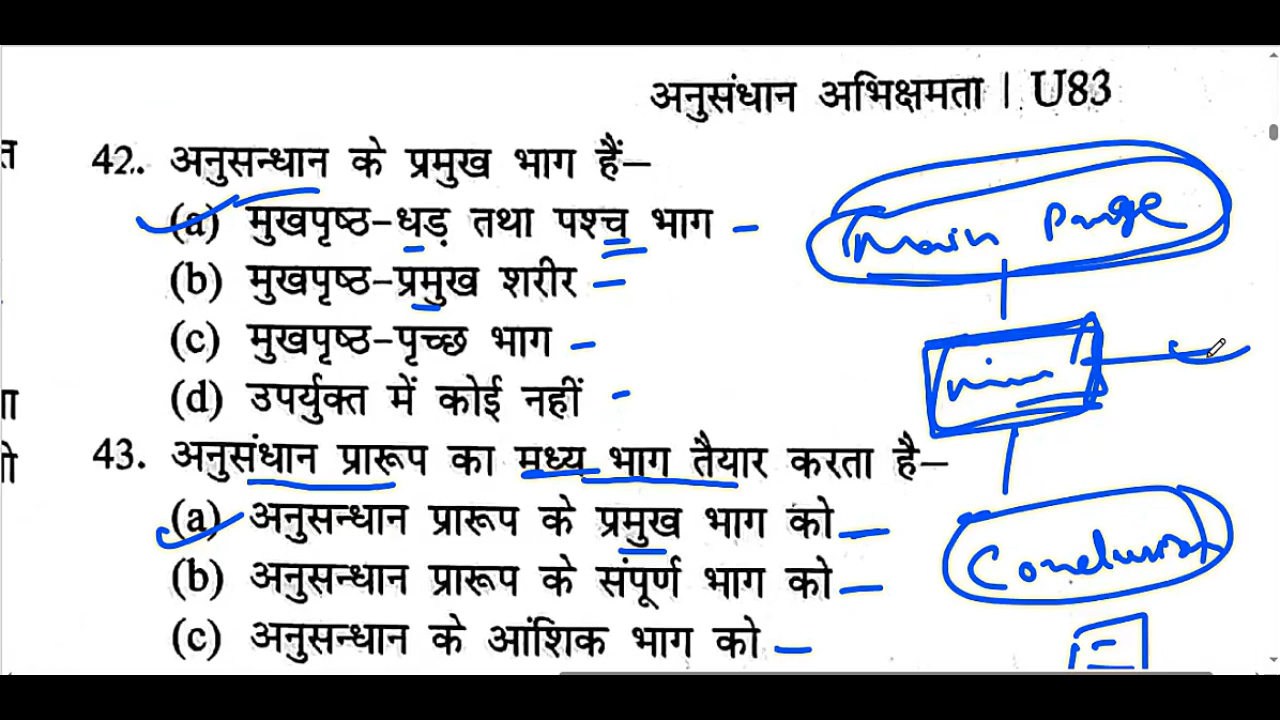 अनुसंधान अभिक्षमता | U83
त
42. अनुसन्धान के प्रमुख भाग हैं–
(a) मुखपृष्ठ-धड़ तथा पश्च भाग
(b) मुखपृष्ठ-प्रमुख शरीर
(c) मुखपृष्ठ-पृच्छ भाग
(d) उपर्युक्त में कोई नहीं
ा
43. अनुसंधान प्रारूप का मध्य भाग तैयार करता है–
ो
(a) अनुसन्धान प्रारूप के प्रमुख भाग को
(b) अनुसन्धान प्रारूप के संपूर्ण भाग को
(c) अनुसन्धान के आंशिक भाग को
Main Page
Conclusion